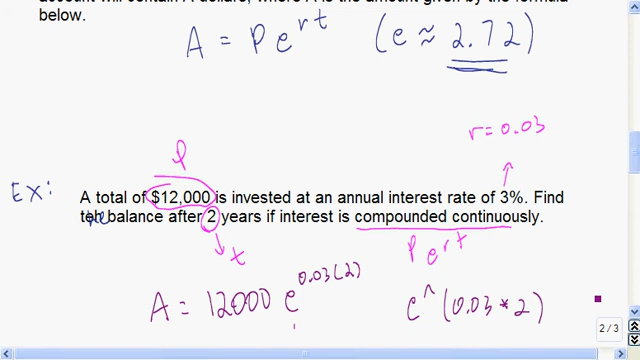 account will contain A dollars, where A is the amount given by the formula
below.
A = Pe^rt (e ≈ 2.72)
r = 0.03
P
EX:
A total of $12,000 is invested at an annual interest rate of 3%. Find
the balance after 2 years if interest is compounded continuously.
t
Pe^rt
A = 12000 e^0.03(2) e^(0.03 * 2)
2 / 3